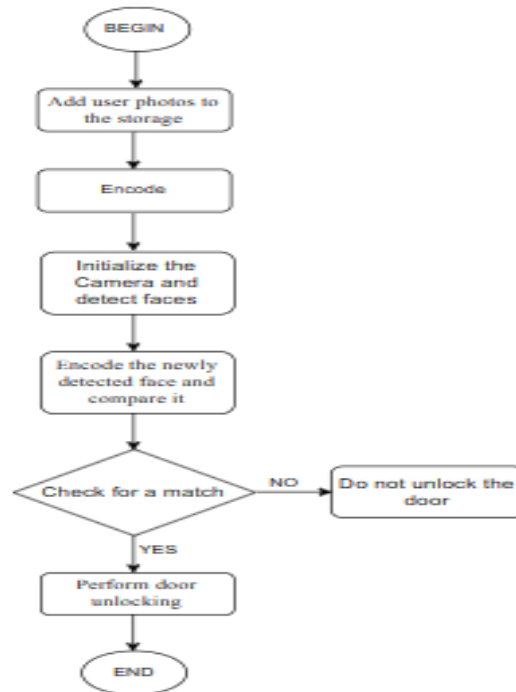 BEGIN
Add user photos to
the storage
Encode
Initialize the
Camera and
detect faces
Encode the newly
detected face and
compare it
Check for a match
NO
Do not unlock the
door
YES
Perform door
unlocking
END